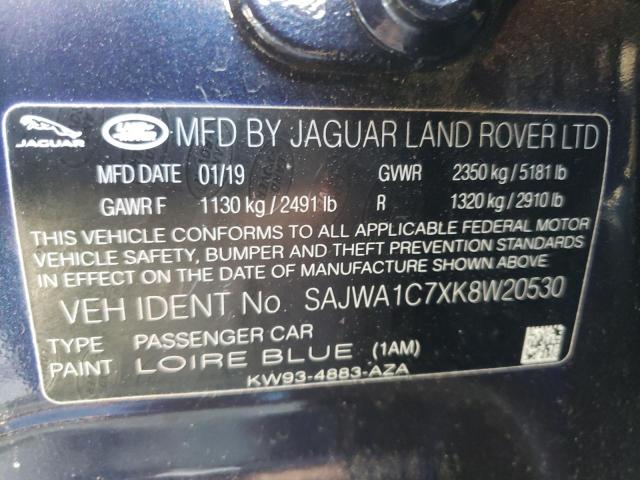 JAGUAR LAND ROVER MFD BY JAGUAR LAND ROVER LTD
MFD DATE 01/19 GVWR 2350 kg / 5181 lb
GAWR F 1130 kg / 2491 lb R 1320 kg / 2910 lb
THIS VEHICLE CONFORMS TO ALL APPLICABLE FEDERAL MOTOR
VEHICLE SAFETY, BUMPER AND THEFT PREVENTION STANDARDS
IN EFFECT ON THE DATE OF MANUFACTURE SHOWN ABOVE
VEH IDENT No. SAJWA1C7XK8W20530
TYPE PASSENGER CAR
PAINT LOIRE BLUE (1AM)
KW93-4883-AZA